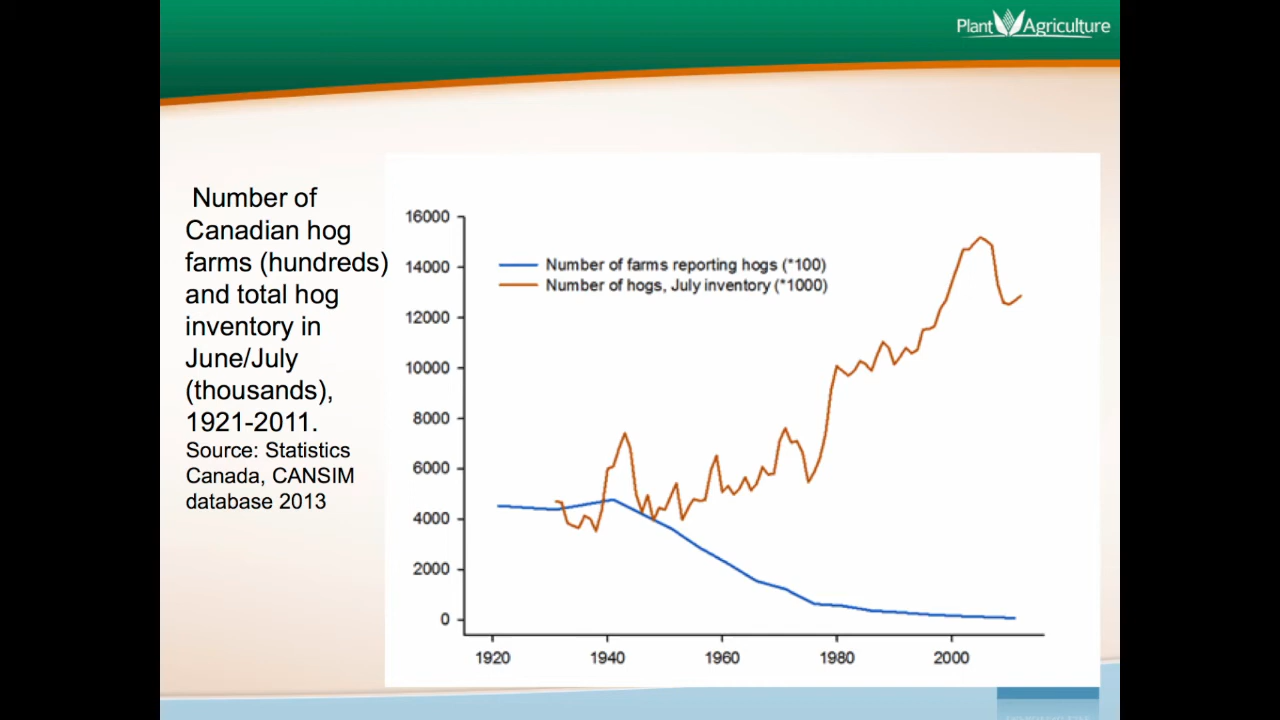 Plant Agriculture
Number of
Canadian hog
farms (hundreds)
and total hog
inventory in
June/July
(thousands),
1921-2011.
Source: Statistics
Canada, CANSIM
database 2013
16000
14000
12000
10000
8000
6000
4000
2000
0
Number of farms reporting hogs (*100)
Number of hogs, July inventory (*1000)
1920 1940 1960 1980 2000